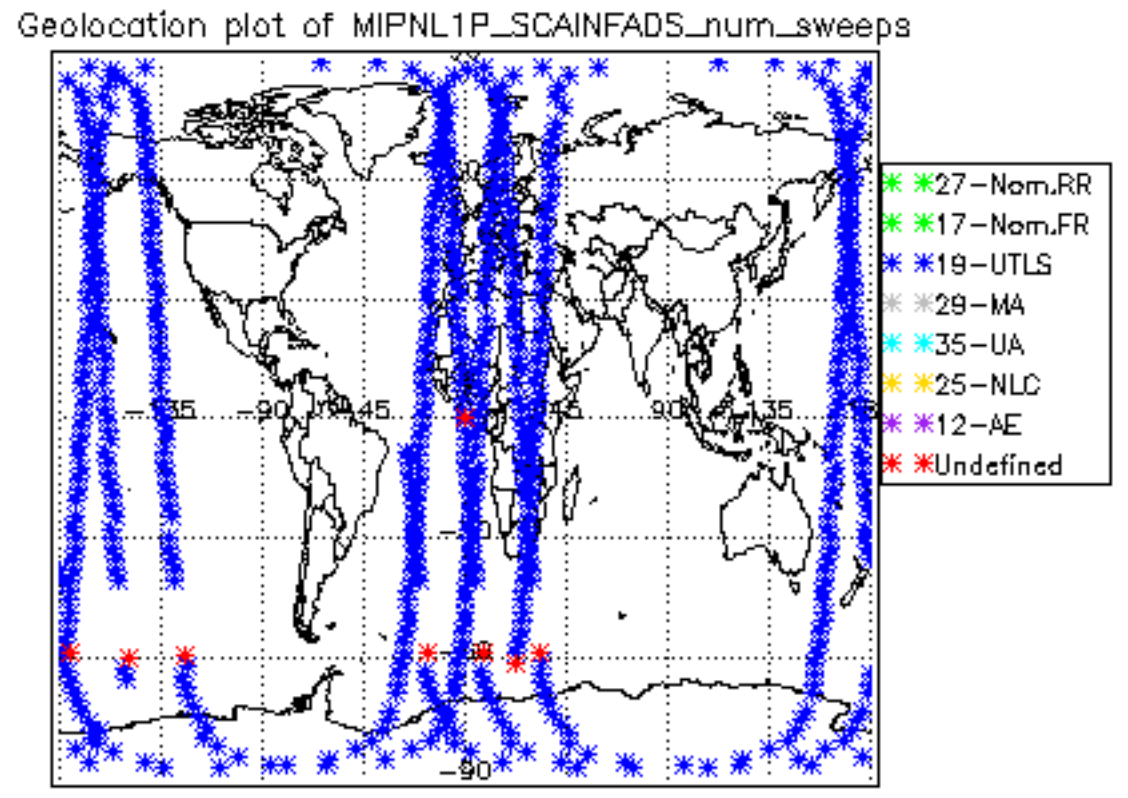 Geolocation plot of MIPNL1P_SCAINFADS_num_sweeps
27-Nom.RR
17-Nom.FR
19-UTLS
29-MA
35-UA
25-NLC
12-AE
Undefined
-135 -90 -45 45 90 135
-90